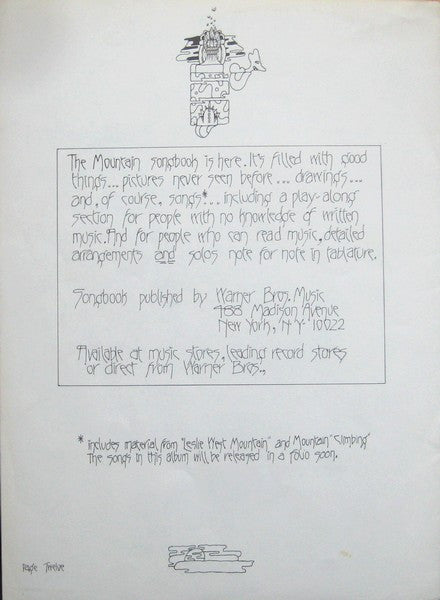 The Mountain songbook is here. It's filled with good
things... pictures never seen before... drawings...
and, of course, songs*... including a play-along
section for people with no knowledge of written
music. And for people who can read music, detailed
arrangements and solos note for note in tablature.
Songbook published by Warner Bros. Music
488 Madison Avenue
New York, N.Y. 10022
Available at music stores, leading record stores
or direct from Warner Bros.,
* includes material from "Leslie West Mountain" and Mountain "Climbing"
The songs in this album will be released in a folio soon.
Page Twelve